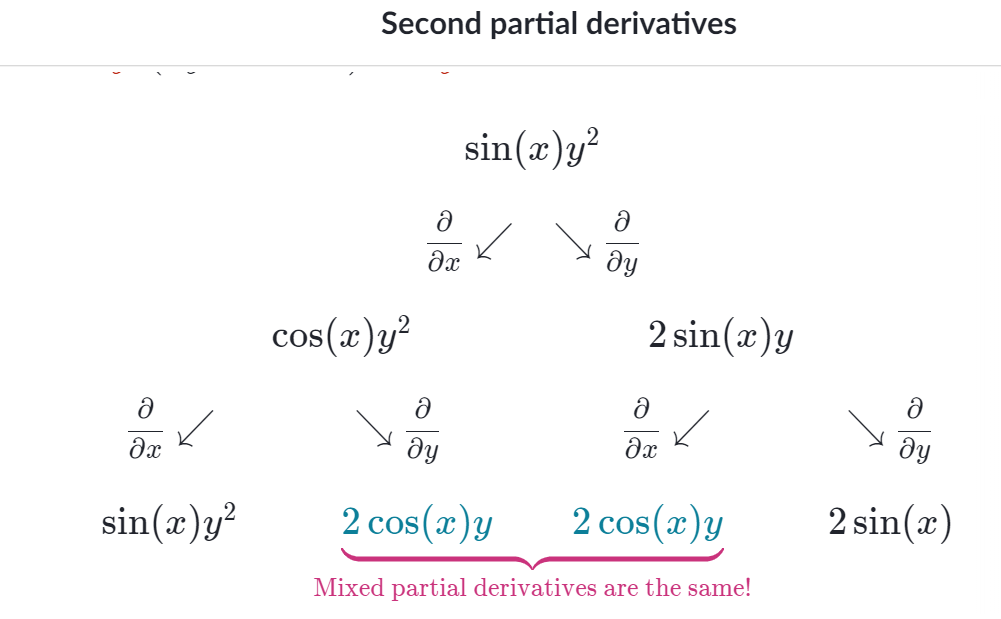 Second partial derivatives
sin(x)y²
∂/∂x ↙ ↘ ∂/∂y
cos(x)y² 2 sin(x)y
∂/∂x ↙ ↘ ∂/∂y ∂/∂x ↙ ↘ ∂/∂y
sin(x)y² 2 cos(x)y 2 cos(x)y 2 sin(x)
Mixed partial derivatives are the same!